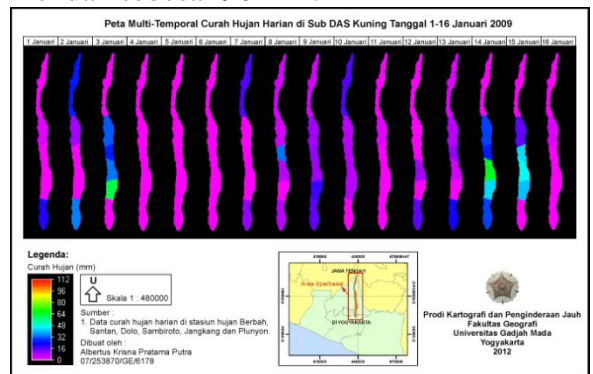 Peta Multi-Temporal Curah Hujan Harian di Sub DAS Kuning Tanggal 1-16 Januari 2009
1 Januari 2 Januari 3 Januari 4 Januari 5 Januari 6 Januari 7 Januari 8 Januari 9 Januari 10 Januari 11 Januari 12 Januari 13 Januari 14 Januari 15 Januari 16 Januari
Legenda:
Curah Hujan (mm)
112
96
80
64
48
32
16
0
U
Skala 1 : 480000
Sumber :
1. Data curah hujan harian di stasiun hujan Berbah,
Santan, Dolo, Sambiroto, Jangkang dan Plunyon.
Dibuat oleh :
Albertus Krisna Pratama Putra
07/253870/GE/6178
JAWA TENGAH
DI YOGYAKARTA
Prodi Kartografi dan Penginderaan Jauh
Fakultas Geografi
Universitas Gadjah Mada
Yogyakarta
2012